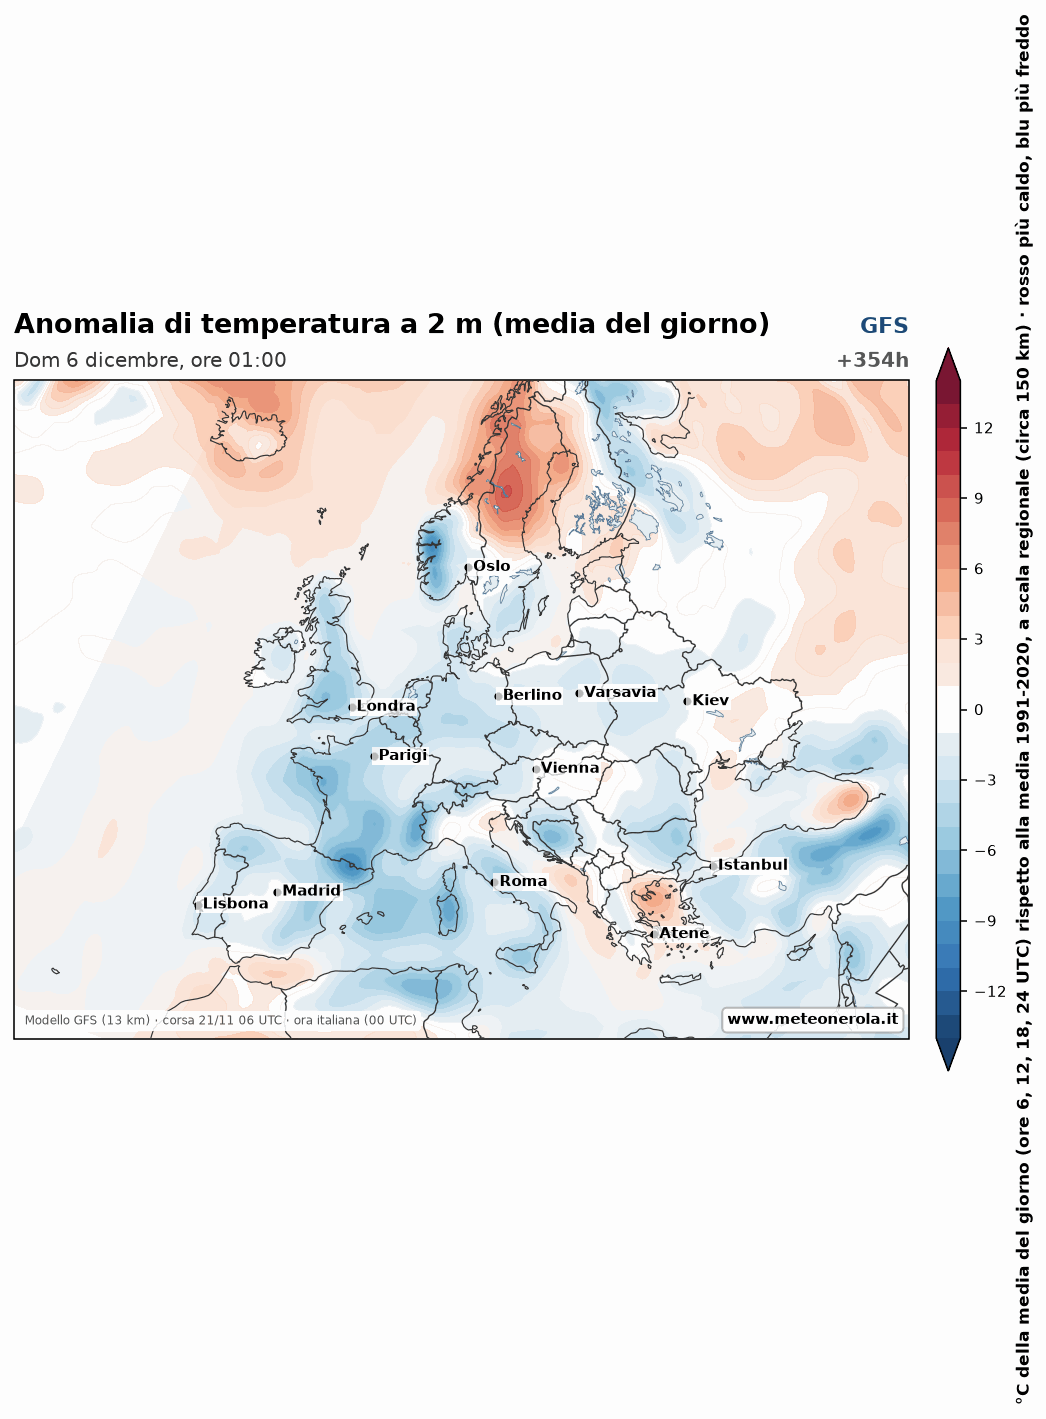 Anomalia di temperatura a 2 m (media del giorno)
GFS
Dom 6 dicembre, ore 01:00
+354h
Oslo
Londra
Berlino
Varsavia
Kiev
Parigi
Vienna
Madrid
Lisbona
Roma
Istanbul
Atene
Modello GFS (13 km) · corsa 21/11 06 UTC · ora italiana (00 UTC)
www.meteonerola.it
12
9
6
3
0
−3
−6
−9
−12
°C della media del giorno (ore 6, 12, 18, 24 UTC) rispetto alla media 1991-2020, a scala regionale (circa 150 km) · rosso più caldo, blu più freddo